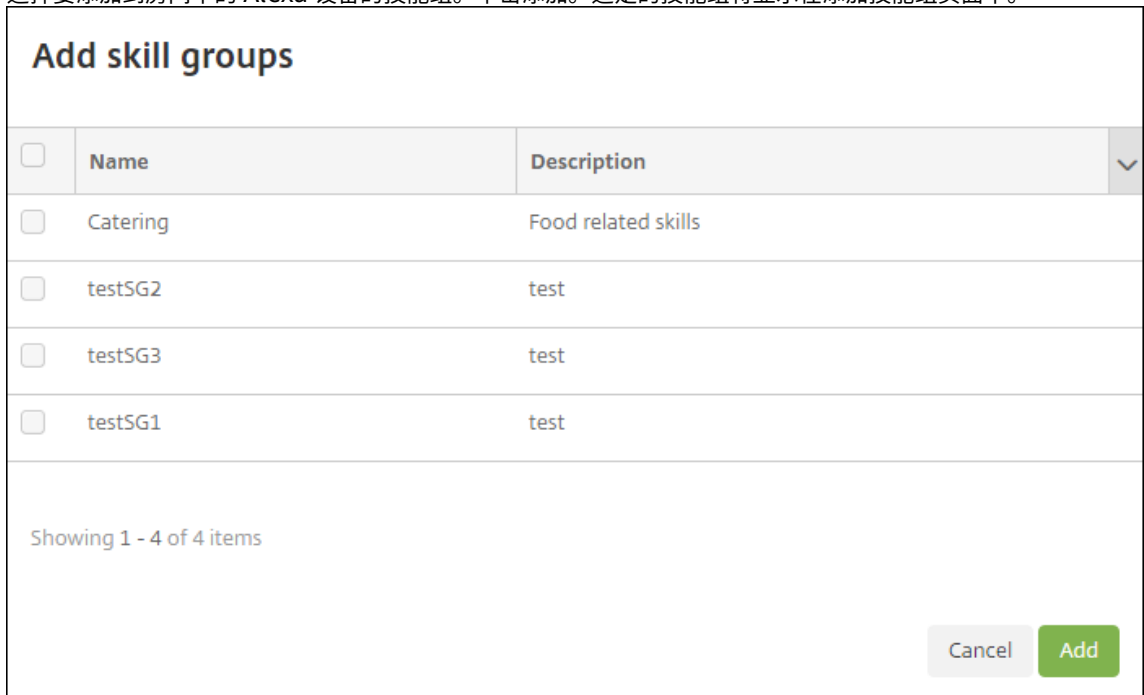 Add skill groups
Name Description
Catering Food related skills
testSG2 test
testSG3 test
testSG1 test
Showing 1 - 4 of 4 items
Cancel Add